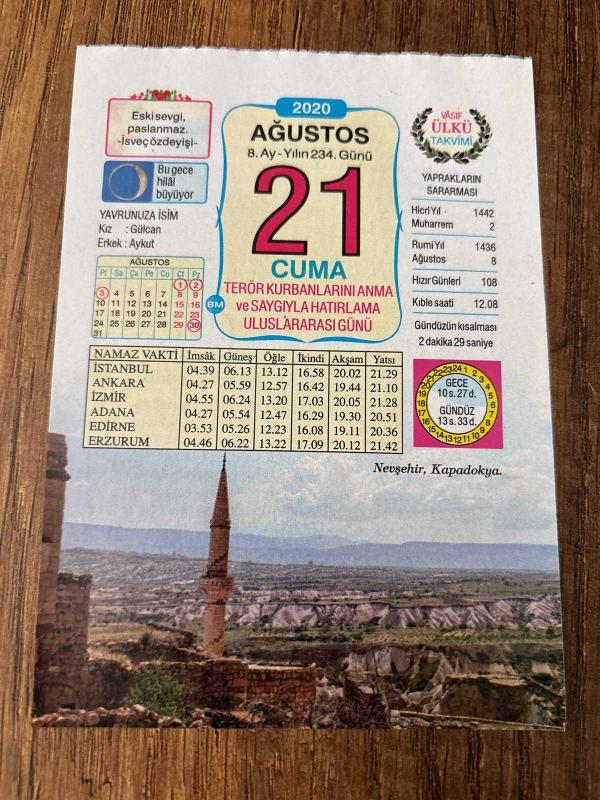 2020
AĞUSTOS
8. Ay - Yılın 234. Günü
21
CUMA
TERÖR KURBANLARINI ANMA
ve SAYGIYLA HATIRLAMA
ULUSLARARASI GÜNÜ
Eski sevgi,
paslanmaz.
-İsveç özdeyişi-
Bu gece
hilâl
büyüyor
YAVRUNUZA İSİM
Kız : Gülcan
Erkek : Aykut
AĞUSTOS
Pt Sa Ça Pe Cu Ct Pz
1 2
3 4 5 6 7 8 9
10 11 12 13 14 15 16
17 18 19 20 21 22 23
24 25 26 27 28 29 30
31
BM
VÂSIF
ÜLKÜ
TAKVİMİ
YAPRAKLARIN
SARARMASI
Hicri Yıl 1442
Muharrem 2
Rumi Yıl 1436
Ağustos 8
Hızır Günleri 108
Kıble saati 12.08
Gündüzün kısalması
2 dakika 29 saniye
NAMAZ VAKTİ İmsâk Güneş Öğle İkindi Akşam Yatsı
İSTANBUL 04.39 06.13 13.12 16.58 20.02 21.29
ANKARA 04.27 05.59 12.57 16.42 19.44 21.10
İZMİR 04.55 06.24 13.20 17.03 20.05 21.28
ADANA 04.27 05.54 12.47 16.29 19.30 20.51
EDİRNE 03.53 05.26 12.23 16.08 19.11 20.36
ERZURUM 04.46 06.22 13.22 17.09 20.12 21.42
GECE
10 s. 27 d.
GÜNDÜZ
13 s. 33 d.
Nevşehir, Kapadokya.